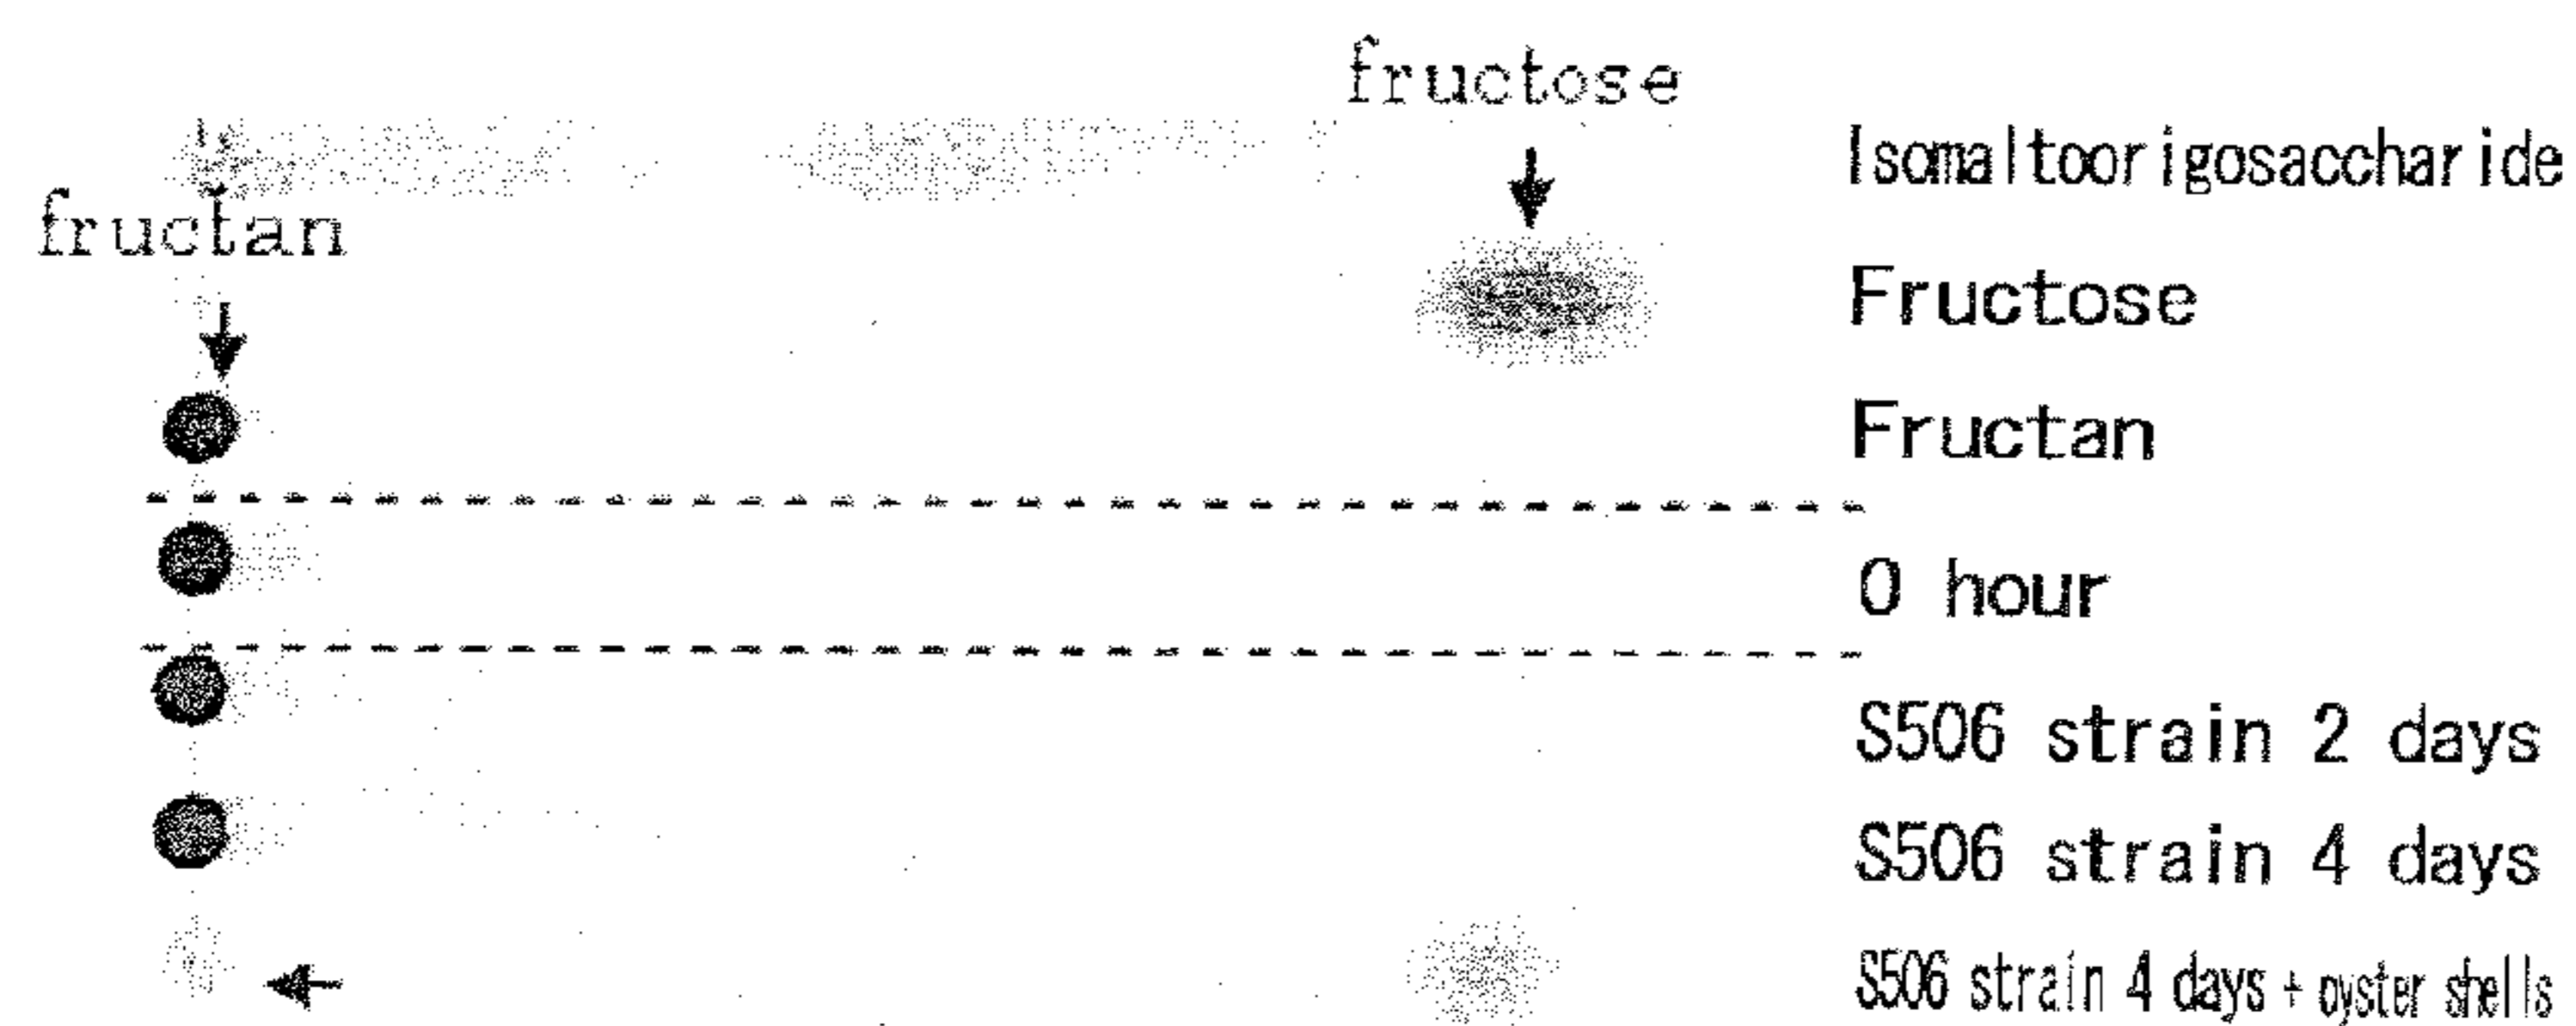 fructose
Isomaltoorigosaccharide
fructan
Fructose
Fructan
0 hour
S506 strain 2 days
S506 strain 4 days
S506 strain 4 days + oyster shells